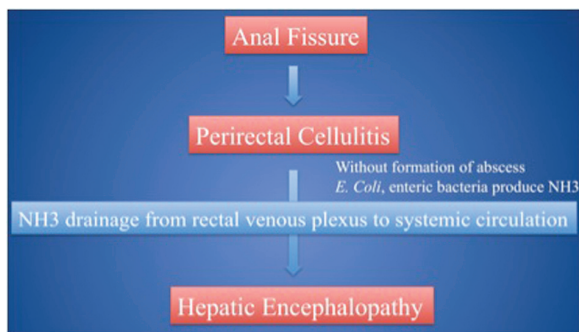 Anal Fissure
Perirectal Cellulitis
Without formation of abscess
E. Coli, enteric bacteria produce NH3
NH3 drainage from rectal venous plexus to systemic circulation
Hepatic Encephalopathy